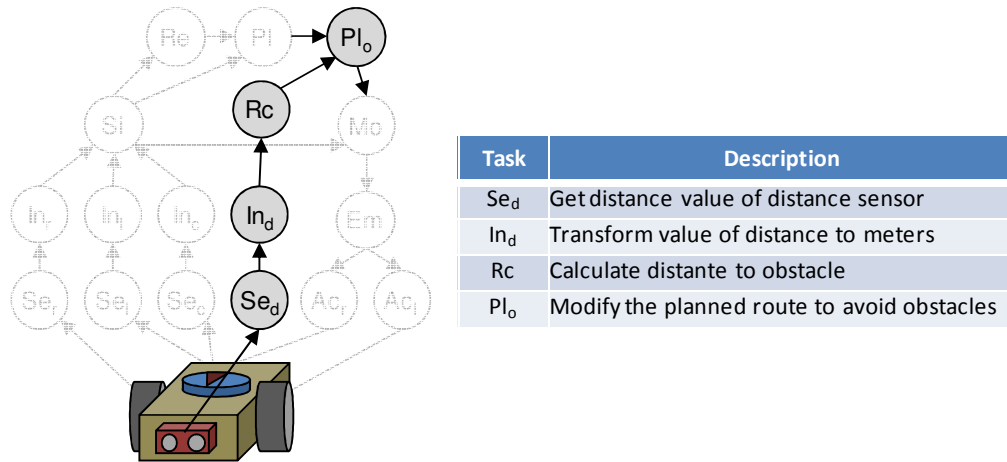 Re
Pl
Plo
Rc
Si
Mo
Inr
Inl
Inc
Ind
Em
Ser
Sel
Sec
Sed
Acr
Acl
Task Description
Sed Get distance value of distance sensor
Ind Transform value of distance to meters
Rc Calculate distante to obstacle
Plo Modify the planned route to avoid obstacles